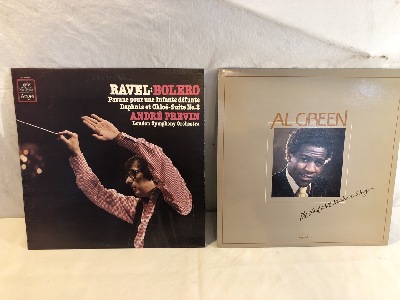 RAVEL: BOLERO
Pavane pour une Infante défunte
Daphnis et Chloé-Suite No. 2
ANDRÉ PREVIN
London Symphony Orchestra
Angel
AL GREEN